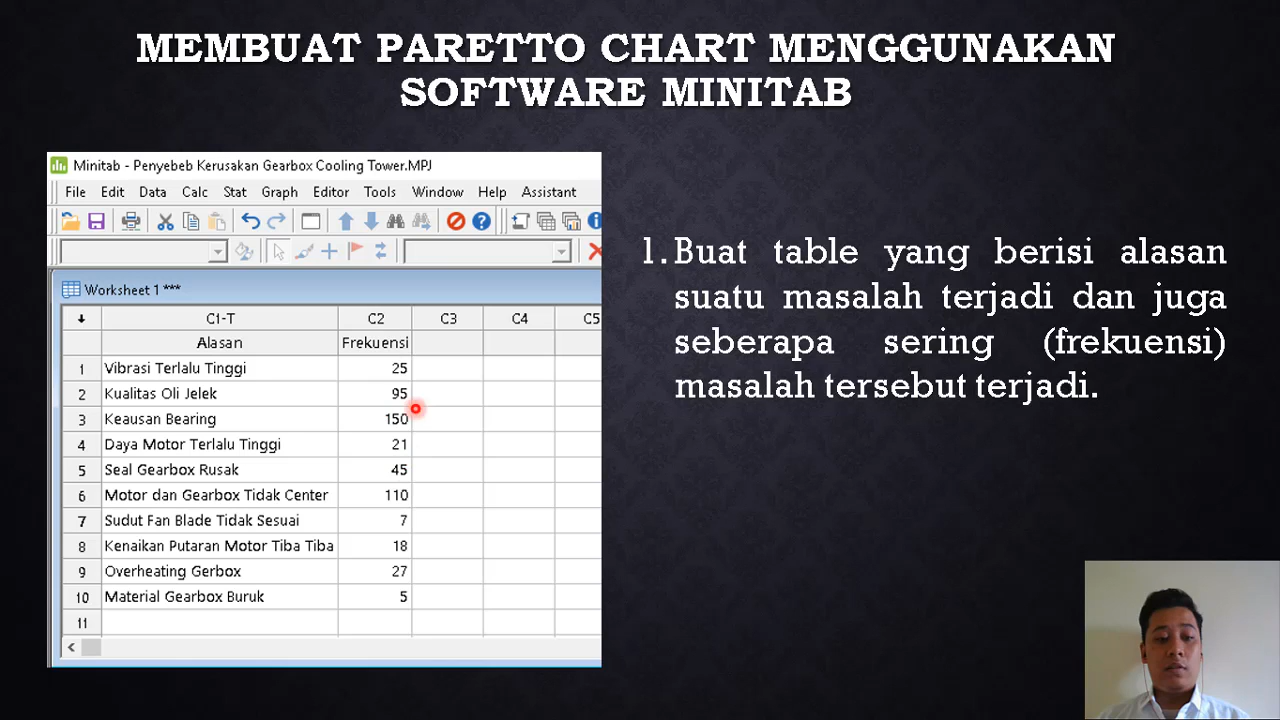 MEMBUAT PARETTO CHART MENGGUNAKAN
SOFTWARE MINITAB
Minitab - Penyebeb Kerusakan Gearbox Cooling Tower.MPJ
File Edit Data Calc Stat Graph Editor Tools Window Help Assistant
Worksheet 1 ***
C1-T C2 C3 C4 C5
Alasan Frekuensi
1 Vibrasi Terlalu Tinggi 25
2 Kualitas Oli Jelek 95
3 Keausan Bearing 150
4 Daya Motor Terlalu Tinggi 21
5 Seal Gearbox Rusak 45
6 Motor dan Gearbox Tidak Center 110
7 Sudut Fan Blade Tidak Sesuai 7
8 Kenaikan Putaran Motor Tiba Tiba 18
9 Overheating Gerbox 27
10 Material Gearbox Buruk 5
11
1. Buat table yang berisi alasan
suatu masalah terjadi dan juga
seberapa sering (frekuensi)
masalah tersebut terjadi.